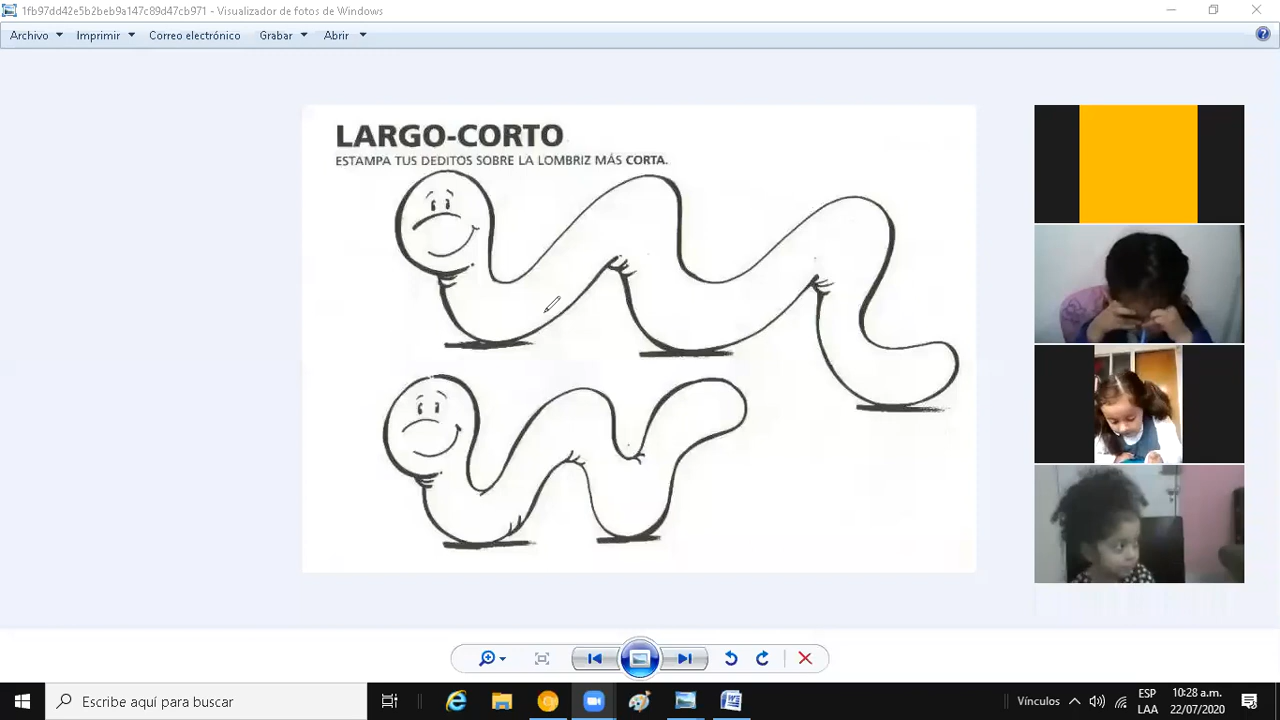 1fb97dd42e5b2beb9a147c89d47cb971 - Visualizador de fotos de Windows
Archivo Imprimir Correo electrónico Grabar Abrir
LARGO-CORTO
ESTAMPA TUS DEDITOS SOBRE LA LOMBRIZ MÁS CORTA.
Escribe aquí para buscar
Vínculos
ESP
LAA
10:28 a.m.
22/07/2020